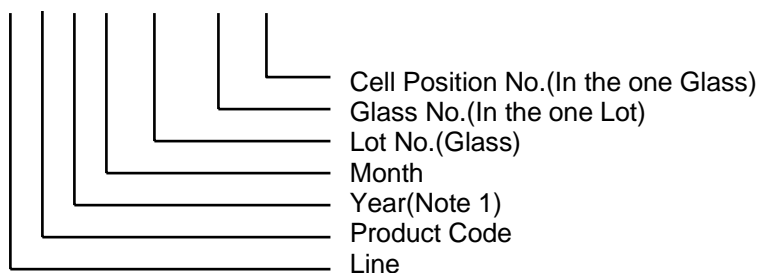 Cell Position No.(In the one Glass)
Glass No.(In the one Lot)
Lot No.(Glass)
Month
Year(Note 1)
Product Code
Line